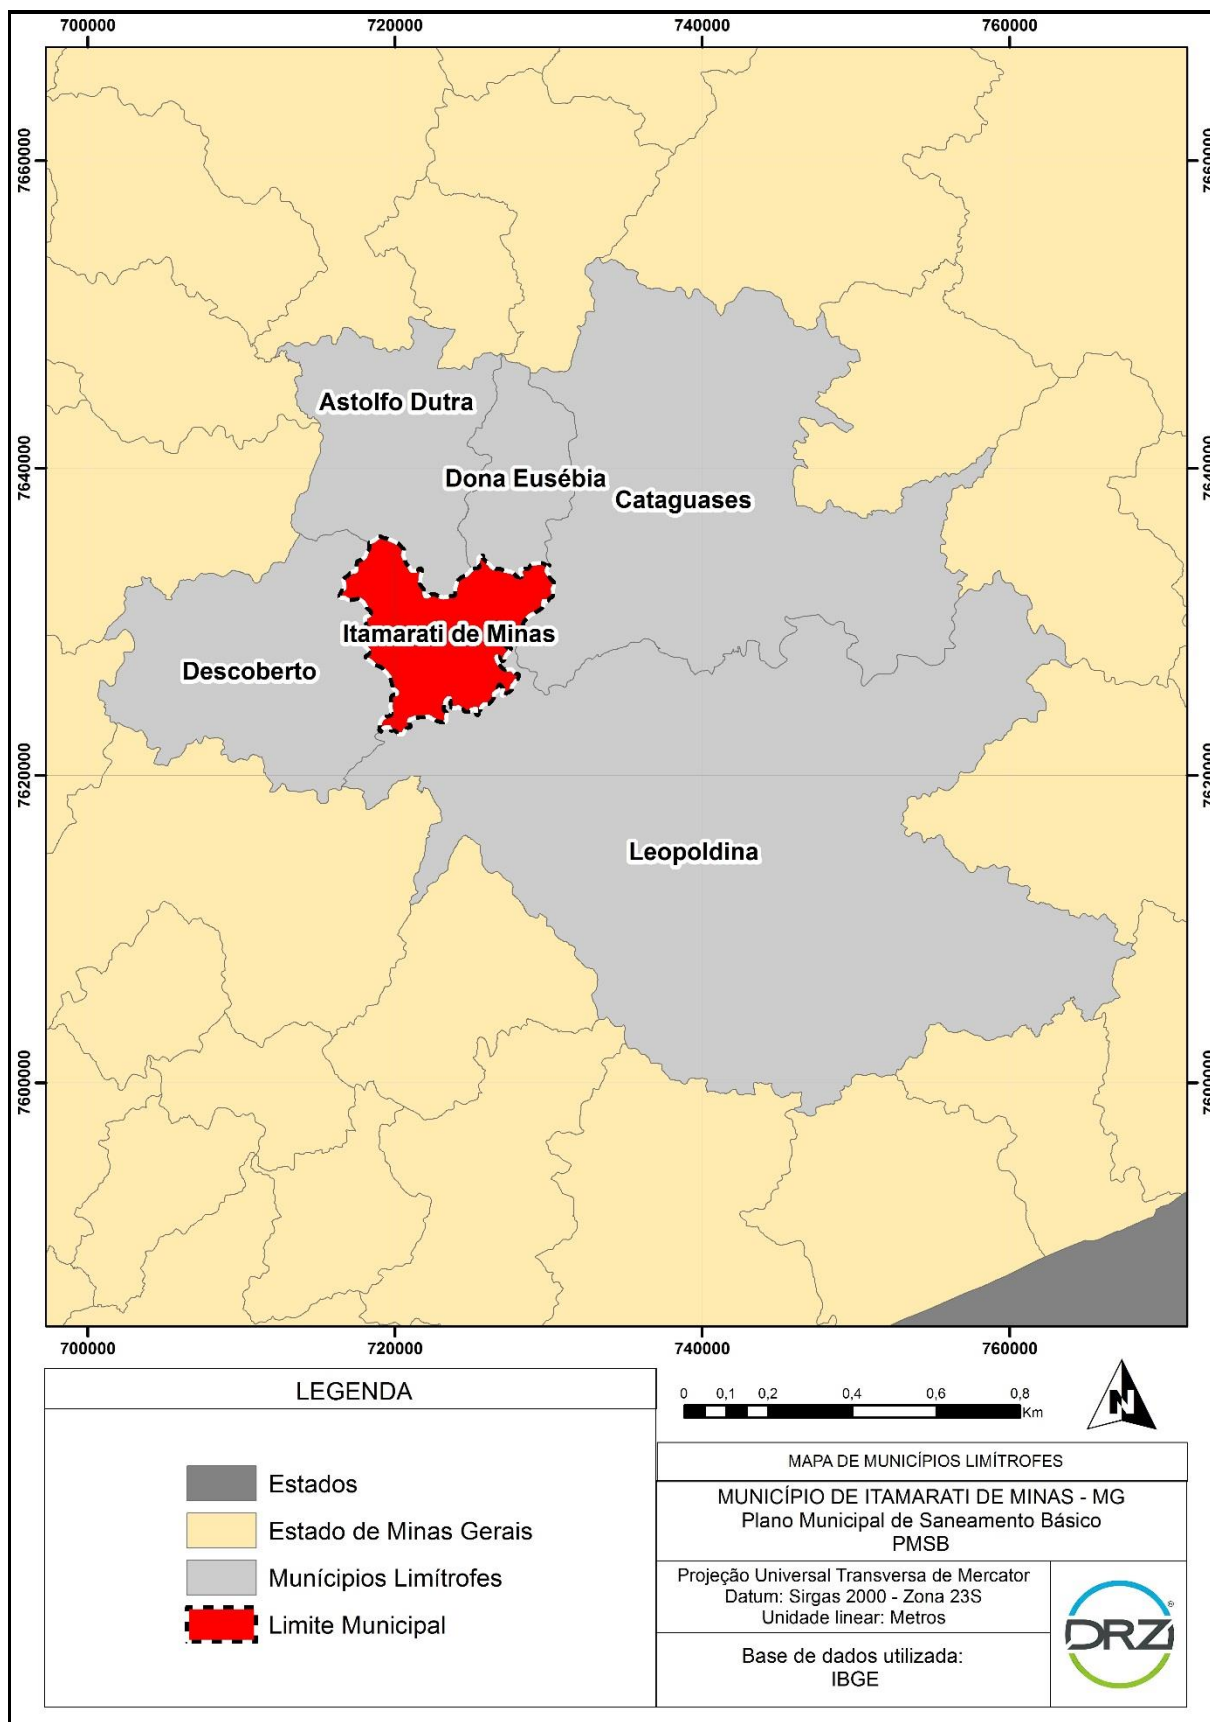 700000 720000 740000 760000
7660000 7660000
Astolfo Dutra
7640000 7640000
Dona Eusébia
Cataguases
Itamarati de Minas
Descoberto
7620000 7620000
Leopoldina
7600000 7600000
700000 720000 740000 760000
LEGENDA
Estados
Estado de Minas Gerais
Munícipios Limítrofes
Limite Municipal
0 0,1 0,2 0,4 0,6 0,8
Km
N
MAPA DE MUNICÍPIOS LIMÍTROFES
MUNICÍPIO DE ITAMARATI DE MINAS - MG
Plano Municipal de Saneamento Básico
PMSB
Projeção Universal Transversa de Mercator
Datum: Sirgas 2000 - Zona 23S
Unidade linear: Metros
Base de dados utilizada:
IBGE
DRZ®